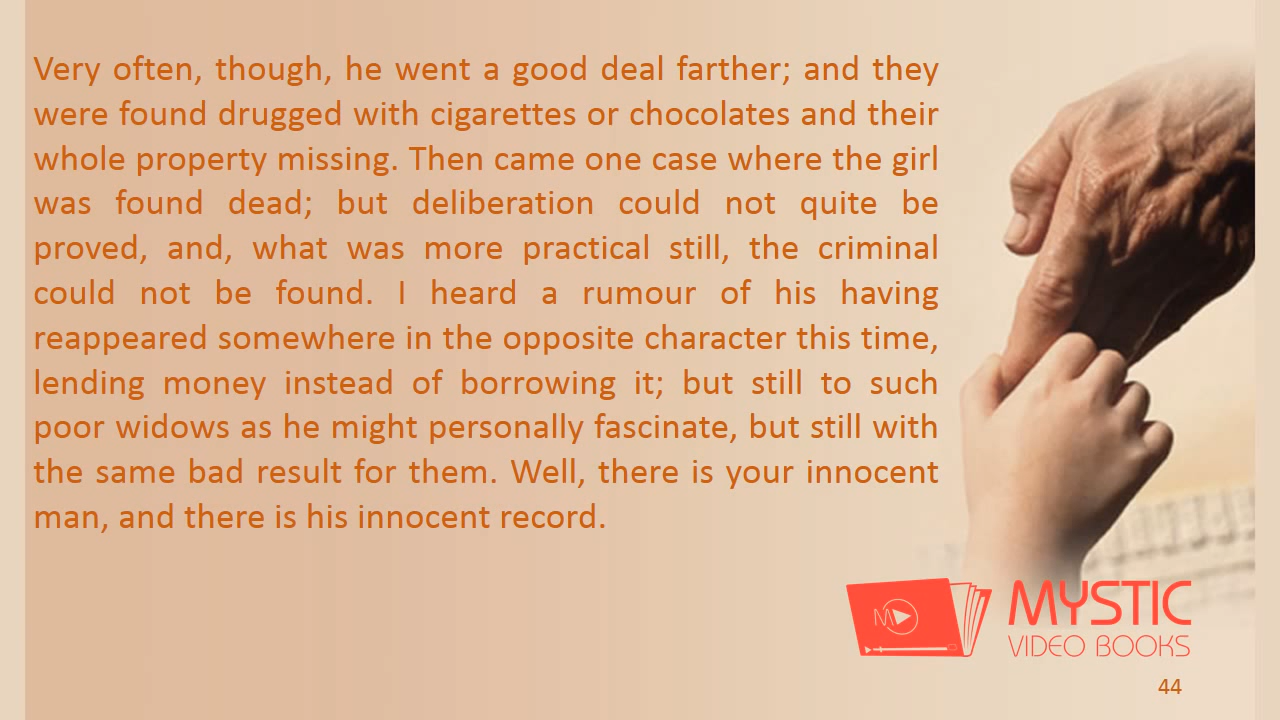 Very often, though, he went a good deal farther; and they
were found drugged with cigarettes or chocolates and their
whole property missing. Then came one case where the girl
was found dead; but deliberation could not quite be
proved, and, what was more practical still, the criminal
could not be found. I heard a rumour of his having
reappeared somewhere in the opposite character this time,
lending money instead of borrowing it; but still to such
poor widows as he might personally fascinate, but still with
the same bad result for them. Well, there is your innocent
man, and there is his innocent record.
M
MYSTIC
VIDEO BOOKS
44